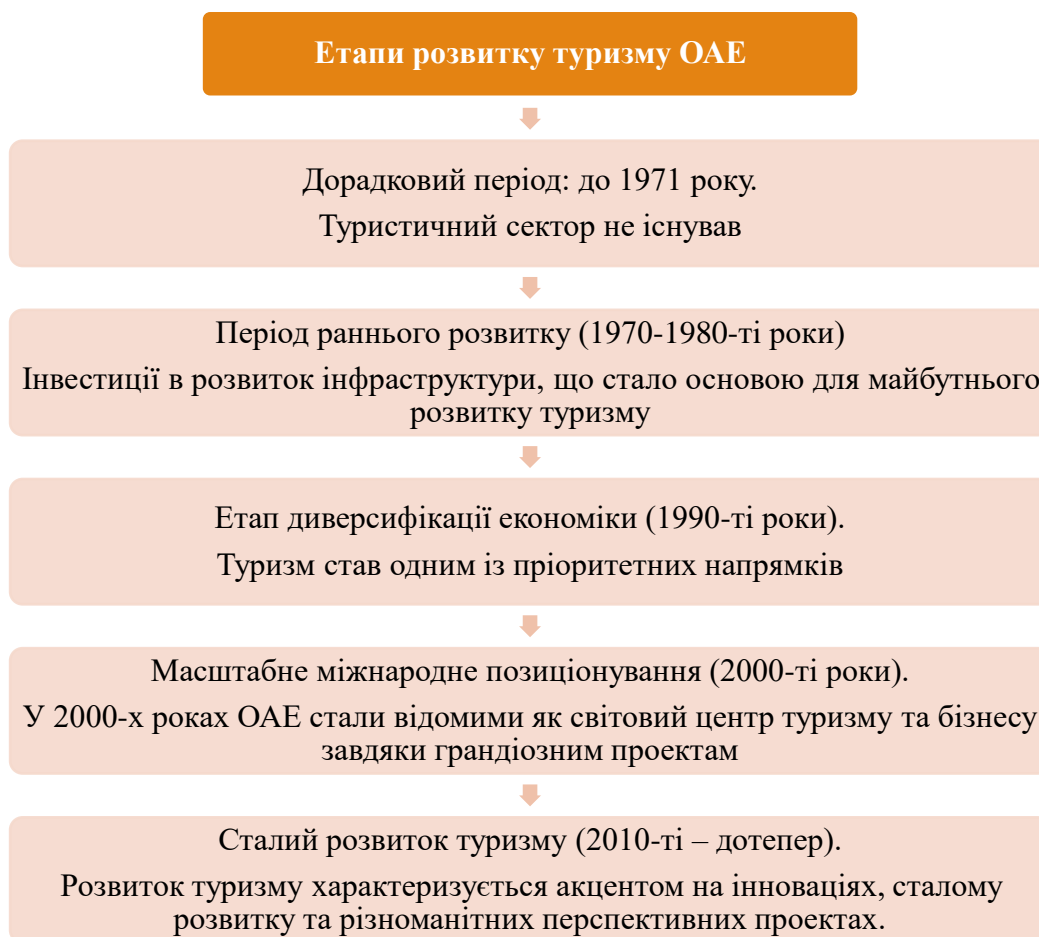 Етапи розвитку туризму ОАЕ
Дорадковий період: до 1971 року.
Туристичний сектор не існував
Період раннього розвитку (1970-1980-ті роки)
Інвестиції в розвиток інфраструктури, що стало основою для майбутнього
розвитку туризму
Етап диверсифікації економіки (1990-ті роки).
Туризм став одним із пріоритетних напрямків
Масштабне міжнародне позиціонування (2000-ті роки).
У 2000-х роках ОАЕ стали відомими як світовий центр туризму та бізнесу
завдяки грандіозним проектам
Сталий розвиток туризму (2010-ті – дотепер).
Розвиток туризму характеризується акцентом на інноваціях, сталому
розвитку та різноманітних перспективних проектах.